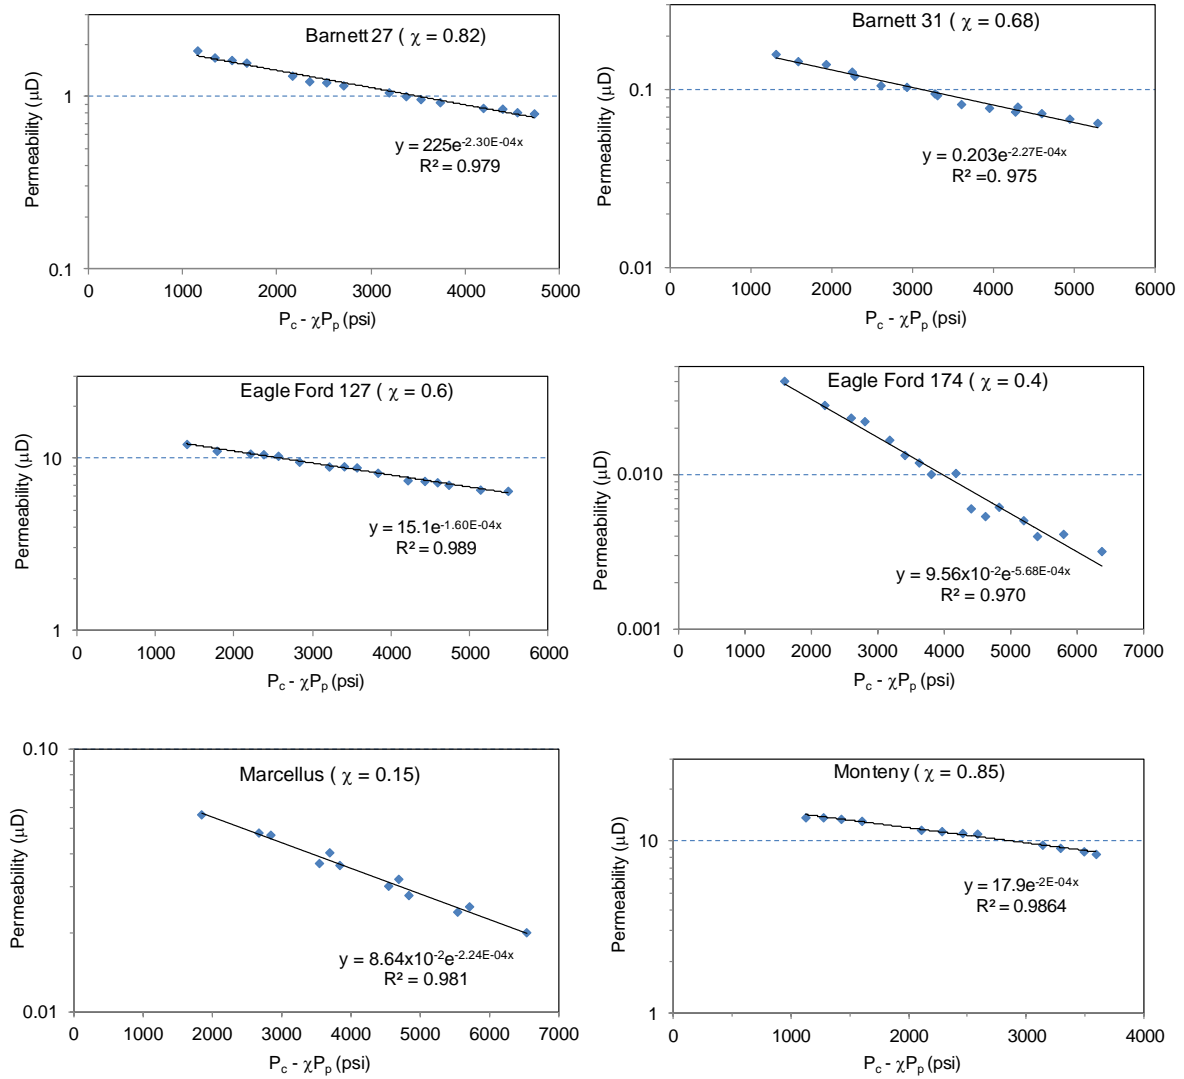 Barnett 27 ( χ = 0.82)
Permeability (μD)
1
0.1
y = 225e-2.30E-04x
R² = 0.979
0 1000 2000 3000 4000 5000
Pc - χPp (psi)
Barnett 31 ( χ = 0.68)
Permeability (μD)
0.1
0.01
y = 0.203e-2.27E-04x
R² =0. 975
0 1000 2000 3000 4000 5000 6000
Pc - χPp (psi)
Eagle Ford 127 ( χ = 0.6)
Permeability (μD)
10
1
y = 15.1e-1.60E-04x
R² = 0.989
0 1000 2000 3000 4000 5000 6000
Pc - χPp (psi)
Eagle Ford 174 ( χ = 0.4)
Permeability (μD)
0.010
0.001
y = 9.56x10-2e-5.68E-04x
R² = 0.970
0 1000 2000 3000 4000 5000 6000 7000
Pc - χPp (psi)
Marcellus ( χ = 0.15)
Permeability (μD)
0.10
0.01
y = 8.64x10-2e-2.24E-04x
R² = 0.981
0 1000 2000 3000 4000 5000 6000 7000
Pc - χPp (psi)
Monteny ( χ = 0..85)
Permeability (μD)
10
1
y = 17.9e-2E-04x
R² = 0.9864
0 1000 2000 3000 4000
Pc - χPp (psi)